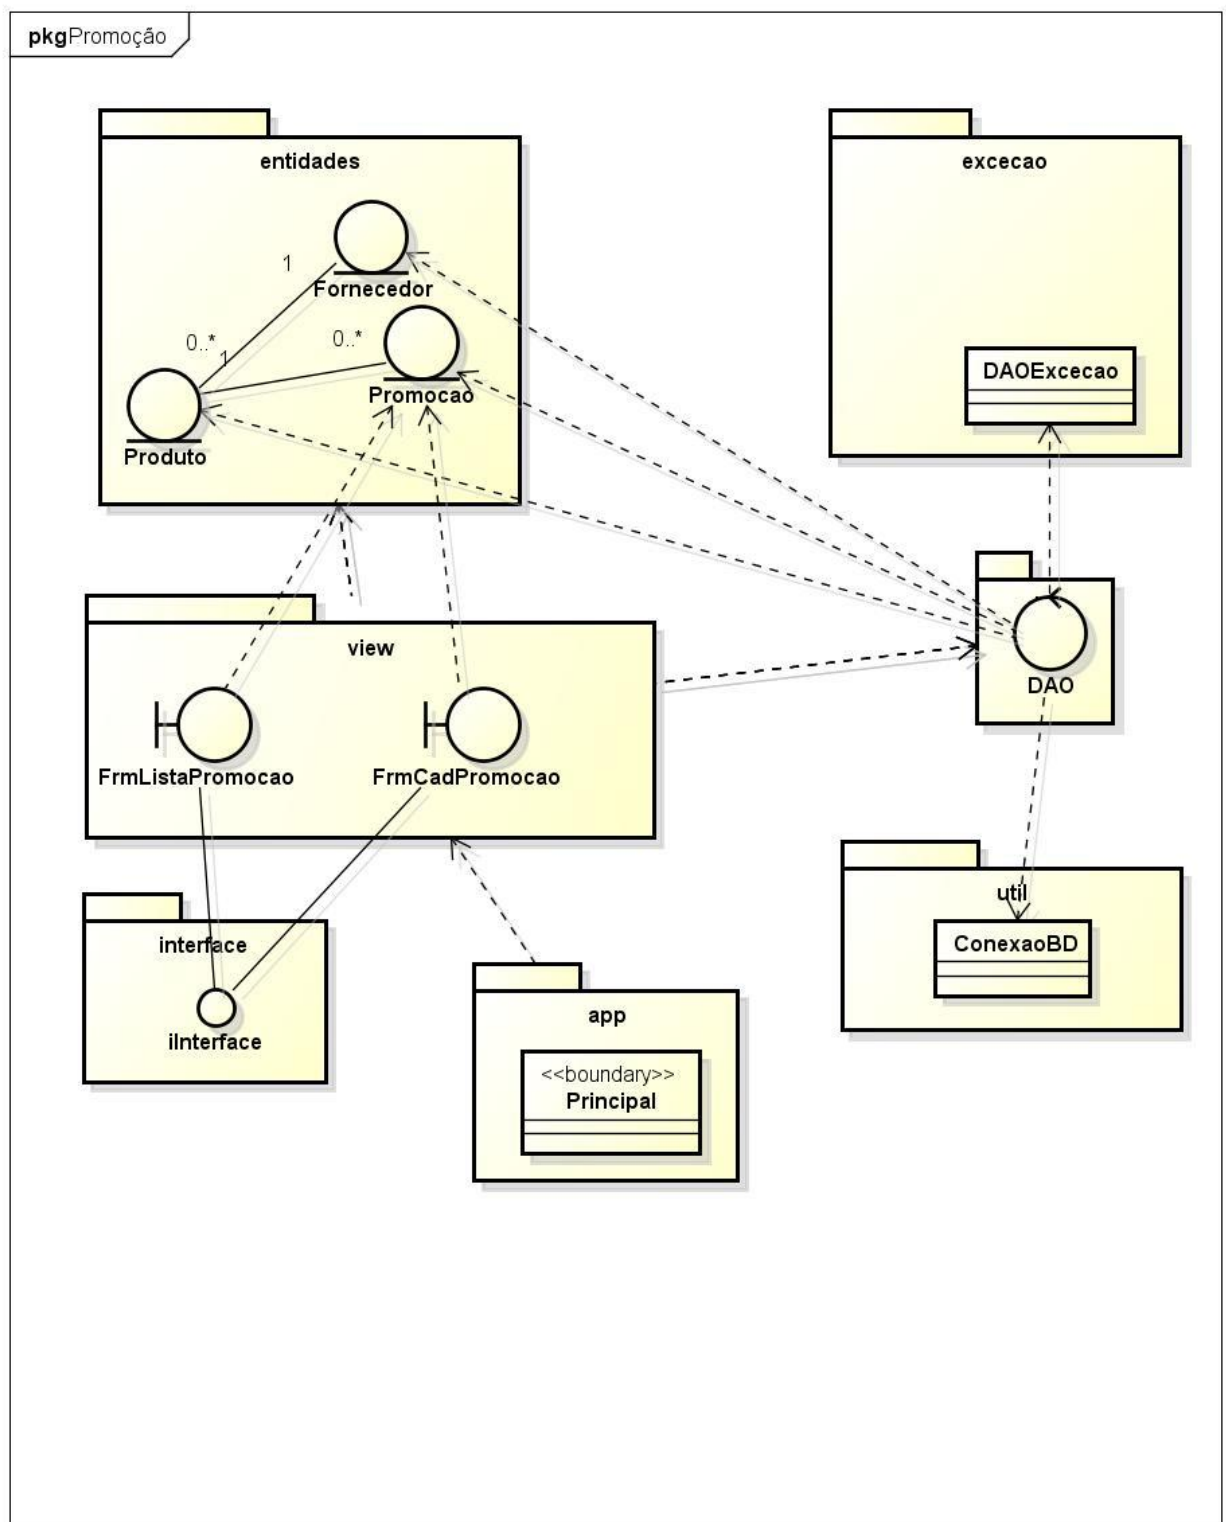 pkgPromoção
entidades
excecao
1
Fornecedor
0..*
1
0..*
Promocao
Produto
DAOExcecao
view
DAO
FrmListaPromocao
FrmCadPromocao
util
ConexaoBD
interface
iInterface
app
<<boundary>>
Principal